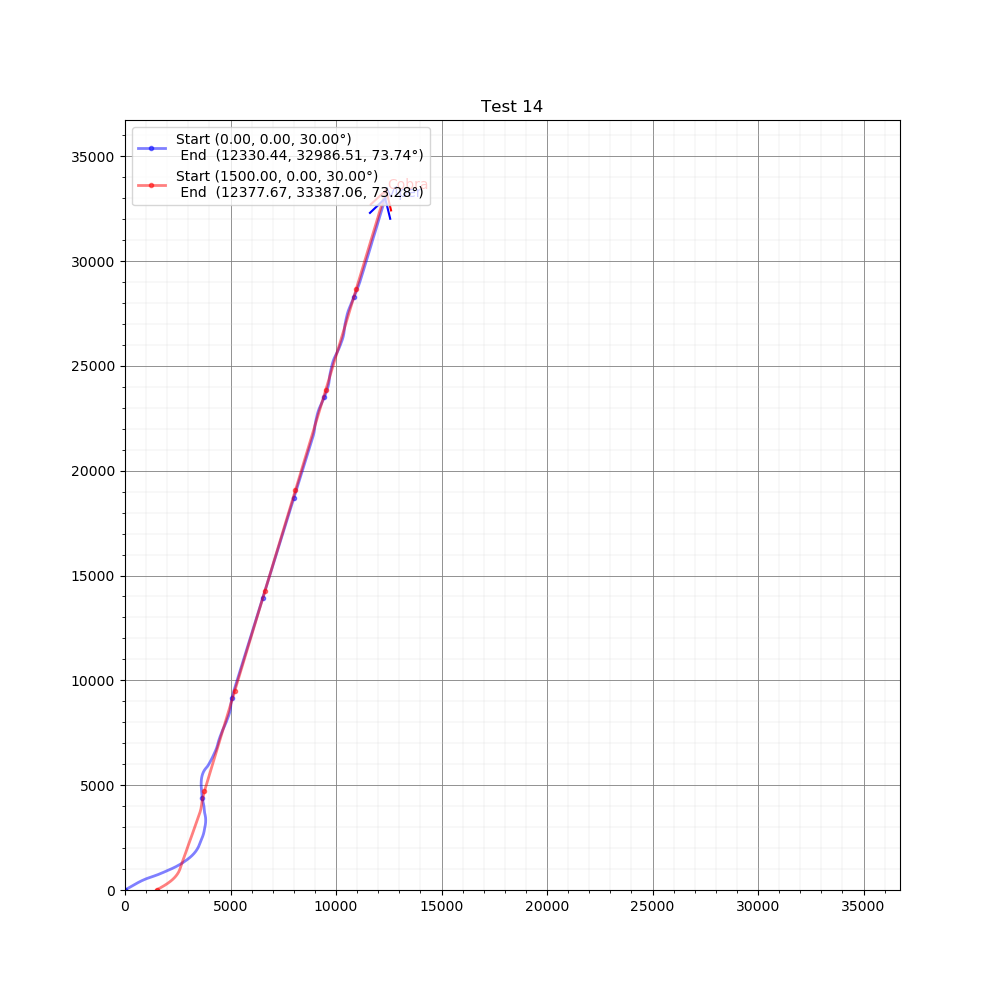 Test 14
Start (0.00, 0.00, 30.00°)
End (12330.44, 32986.51, 73.74°)
Start (1500.00, 0.00, 30.00°)
End (12377.67, 33387.06, 73.28°)
Cobra
35000
30000
25000
20000
15000
10000
5000
0
0 5000 10000 15000 20000 25000 30000 35000